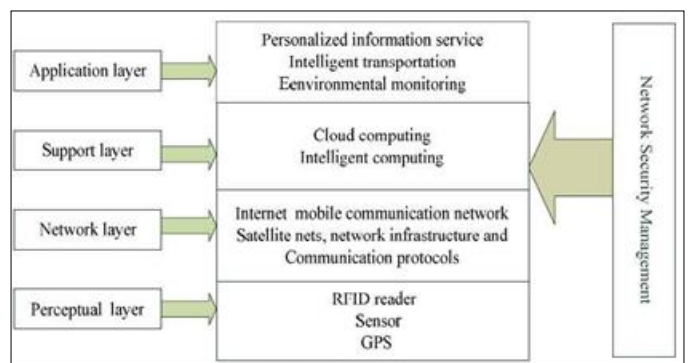 Application layer
Personalized information service
Intelligent transportation
Eenvironmental monitoring
Support layer
Cloud computing
Intelligent computing
Network layer
Internet mobile communication network
Satellite nets, network infrastructure and
Communication protocols
Perceptual layer
RFID reader
Sensor
GPS
Network Security Management